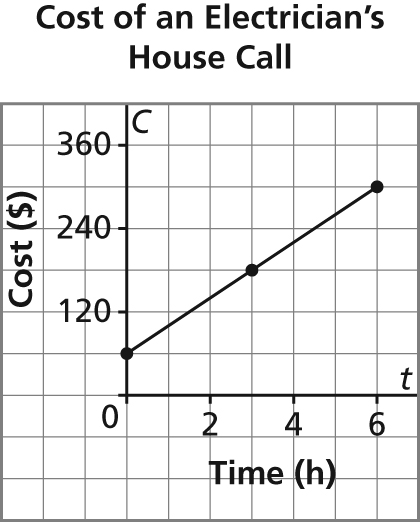 Cost of an Electrician's
House Call
C
360
240
120
0
2
4
6
t
Cost ($)
Time (h)